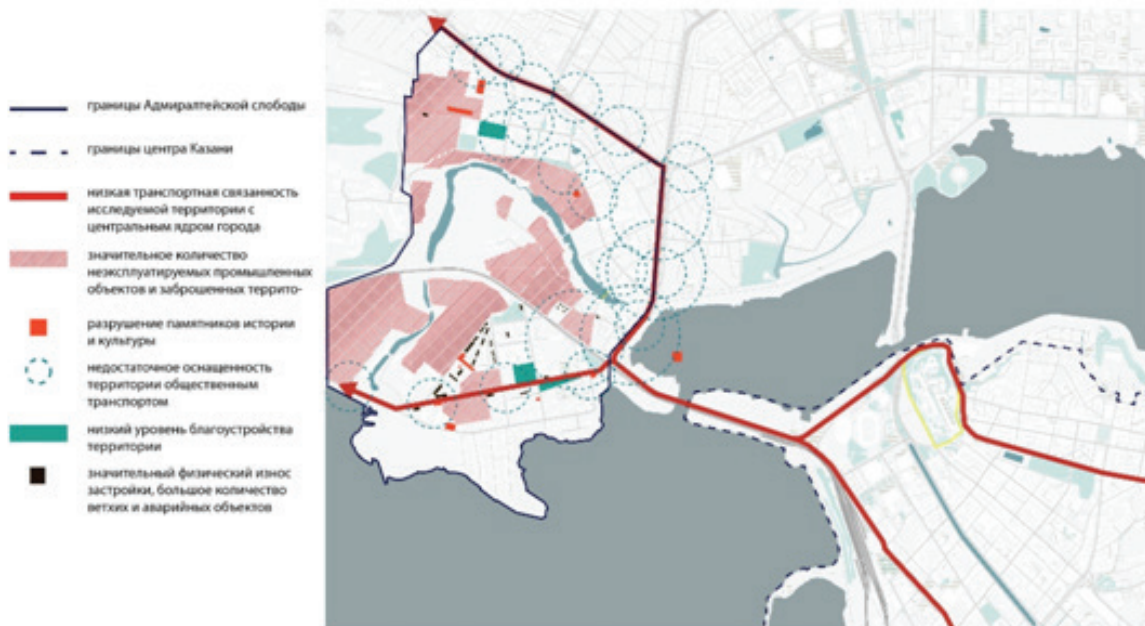 границы Адмиралтейской слободы
границы центра Казани
низкая транспортная связанность
исследуемой территории с
центральным ядром города
значительное количество
неэксплуатируемых промышленных
объектов и заброшенных террито-
разрушение памятников истории
и культуры
недостаточное оснащенность
территории общественным
транспортом
низкий уровень благоустройства
территории
значительный физический износ
застройки, большое количество
ветхих и аварийных объектов